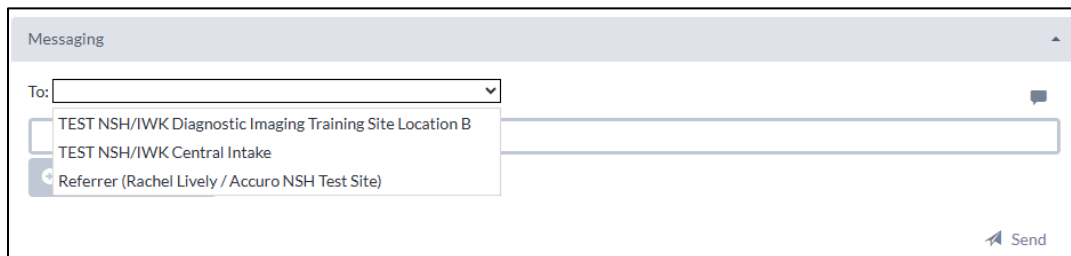 Messaging
To:
TEST NSH/IWK Diagnostic Imaging Training Site Location B
TEST NSH/IWK Central Intake
Referrer (Rachel Lively / Accuro NSH Test Site)
Send